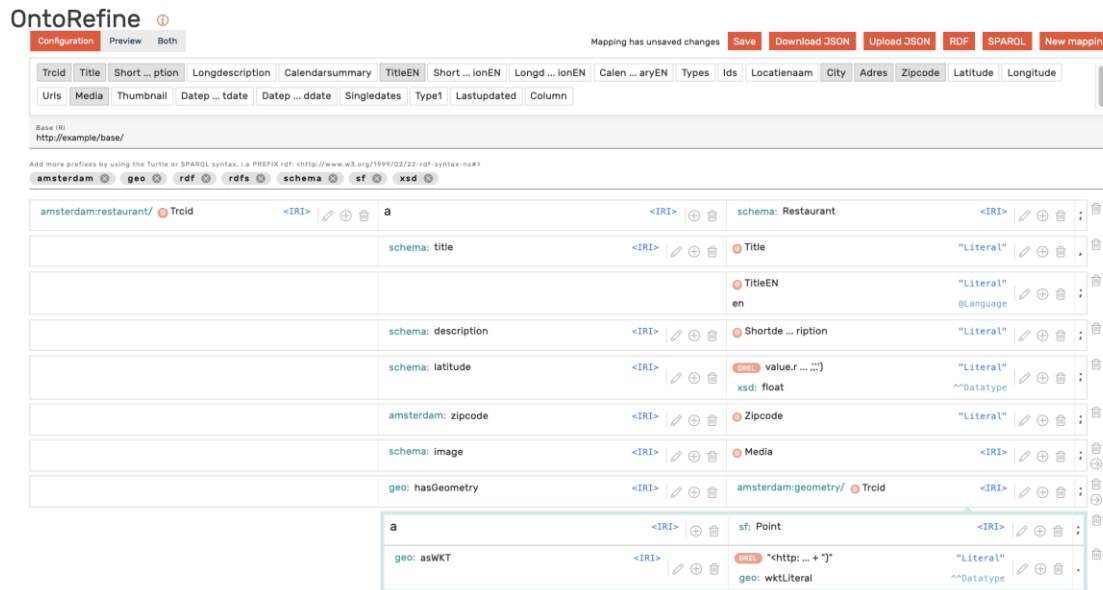 OntoRefine
Configuration Preview Both
Mapping has unsaved changes Save Download JSON Upload JSON RDF SPARQL New mappin
Trcid Title Short ... ption Longdescription Calendarsummary TitleEN Short ... ionEN Longd ... ionEN Calen ... aryEN Types Ids Locatienaam City Adres Zipcode Latitude Longitude
Urls Media Thumbnail Datep ... tdate Datep ... ddate Singledates Type1 Lastupdated Column
Base IRI
http://example/base/
Add more prefixes by using the Turtle or SPARQL syntax, i.e PREFIX rdf: <http://www.w3.org/1999/02/22-rdf-syntax-ns#>
amsterdam geo rdf rdfs schema sf xsd
amsterdam:restaurant/ Trcid <IRI> a <IRI> schema: Restaurant <IRI> ;
schema: title <IRI> Title "Literal" ,
TitleEN "Literal" ;
en @Language
schema: description <IRI> Shortde ... ription "Literal" ;
schema: latitude <IRI> GREL value.r ... ;;;') "Literal" ;
xsd: float ^^Datatype
amsterdam: zipcode <IRI> Zipcode "Literal" ;
schema: image <IRI> Media <IRI> ;
geo: hasGeometry <IRI> amsterdam:geometry/ Trcid <IRI> ;
a <IRI> sf: Point <IRI> ;
geo: asWKT <IRI> GREL "<http: ... + ")" "Literal" .
geo: wktLiteral ^^Datatype